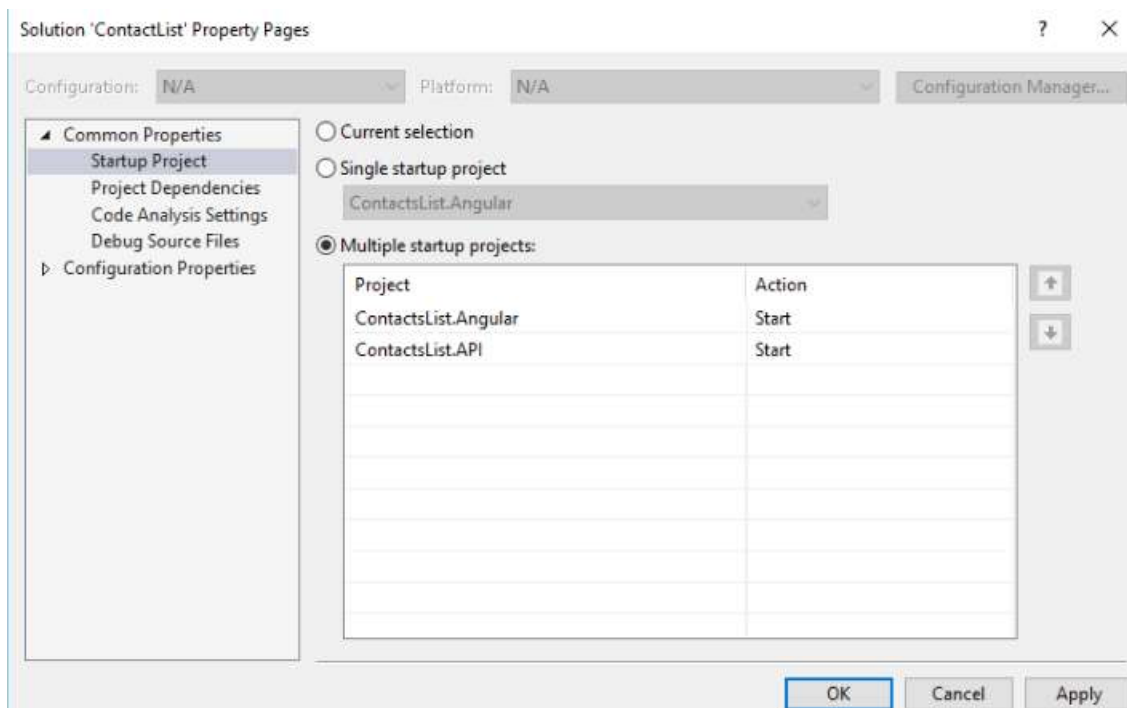 Solution 'ContactList' Property Pages
Configuration: N/A Platform: N/A Configuration Manager...
Common Properties
Startup Project
Project Dependencies
Code Analysis Settings
Debug Source Files
Configuration Properties
Current selection
Single startup project
ContactsList.Angular
Multiple startup projects:
Project Action
ContactsList.Angular Start
ContactsList.API Start
OK Cancel Apply